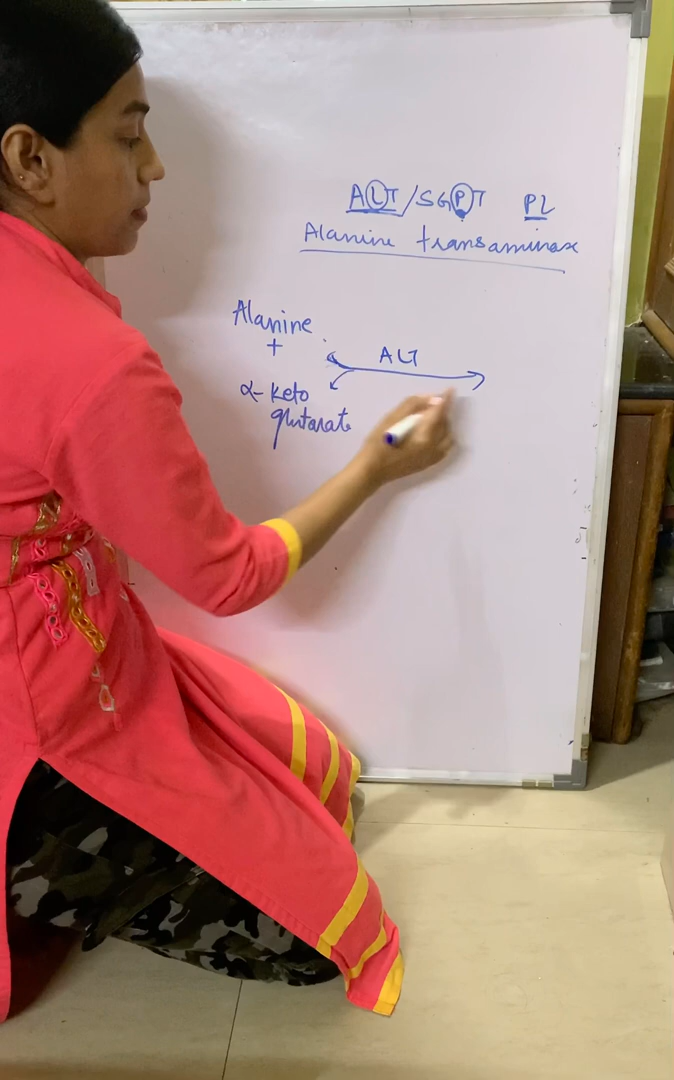 ALT/SGPT PL
Alanine transaminase
Alanine
+
ALT
α-keto
glutarate